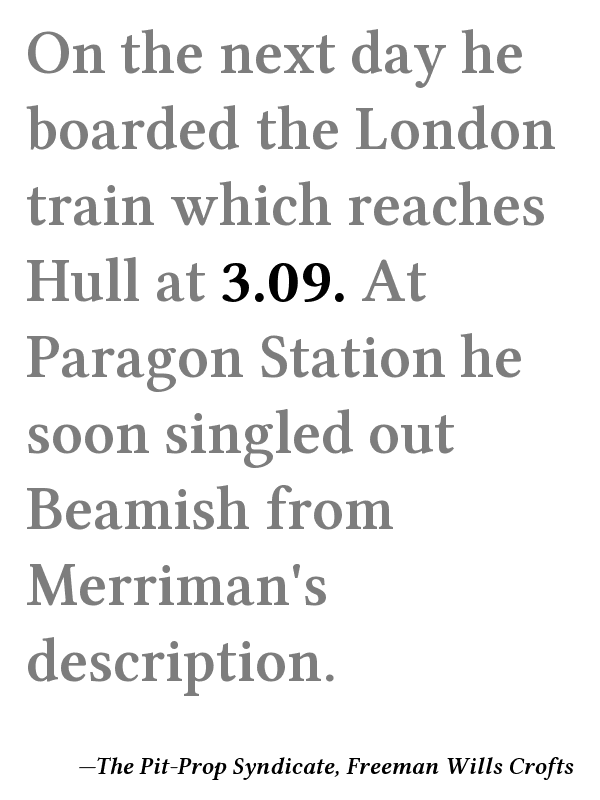 On the next day he
boarded the London
train which reaches
Hull at 3.09. At
Paragon Station he
soon singled out
Beamish from
Merriman's
description.
—The Pit-Prop Syndicate, Freeman Wills Crofts